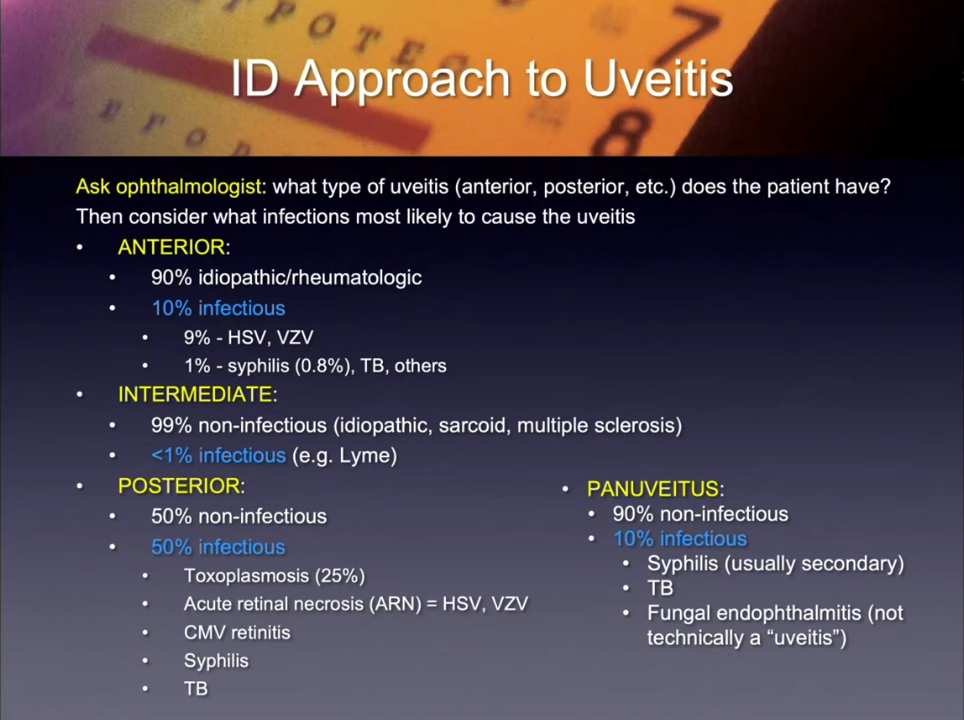 ID Approach to Uveitis
Ask ophthalmologist: what type of uveitis (anterior, posterior, etc.) does the patient have?
Then consider what infections most likely to cause the uveitis
• ANTERIOR:
• 90% idiopathic/rheumatologic
• 10% infectious
• 9% - HSV, VZV
• 1% - syphilis (0.8%), TB, others
• INTERMEDIATE:
• 99% non-infectious (idiopathic, sarcoid, multiple sclerosis)
• <1% infectious (e.g. Lyme)
• POSTERIOR:
• 50% non-infectious
• 50% infectious
• Toxoplasmosis (25%)
• Acute retinal necrosis (ARN) = HSV, VZV
• CMV retinitis
• Syphilis
• TB
• PANUVEITUS:
• 90% non-infectious
• 10% infectious
• Syphilis (usually secondary)
• TB
• Fungal endophthalmitis (not
technically a “uveitis”)
7
8